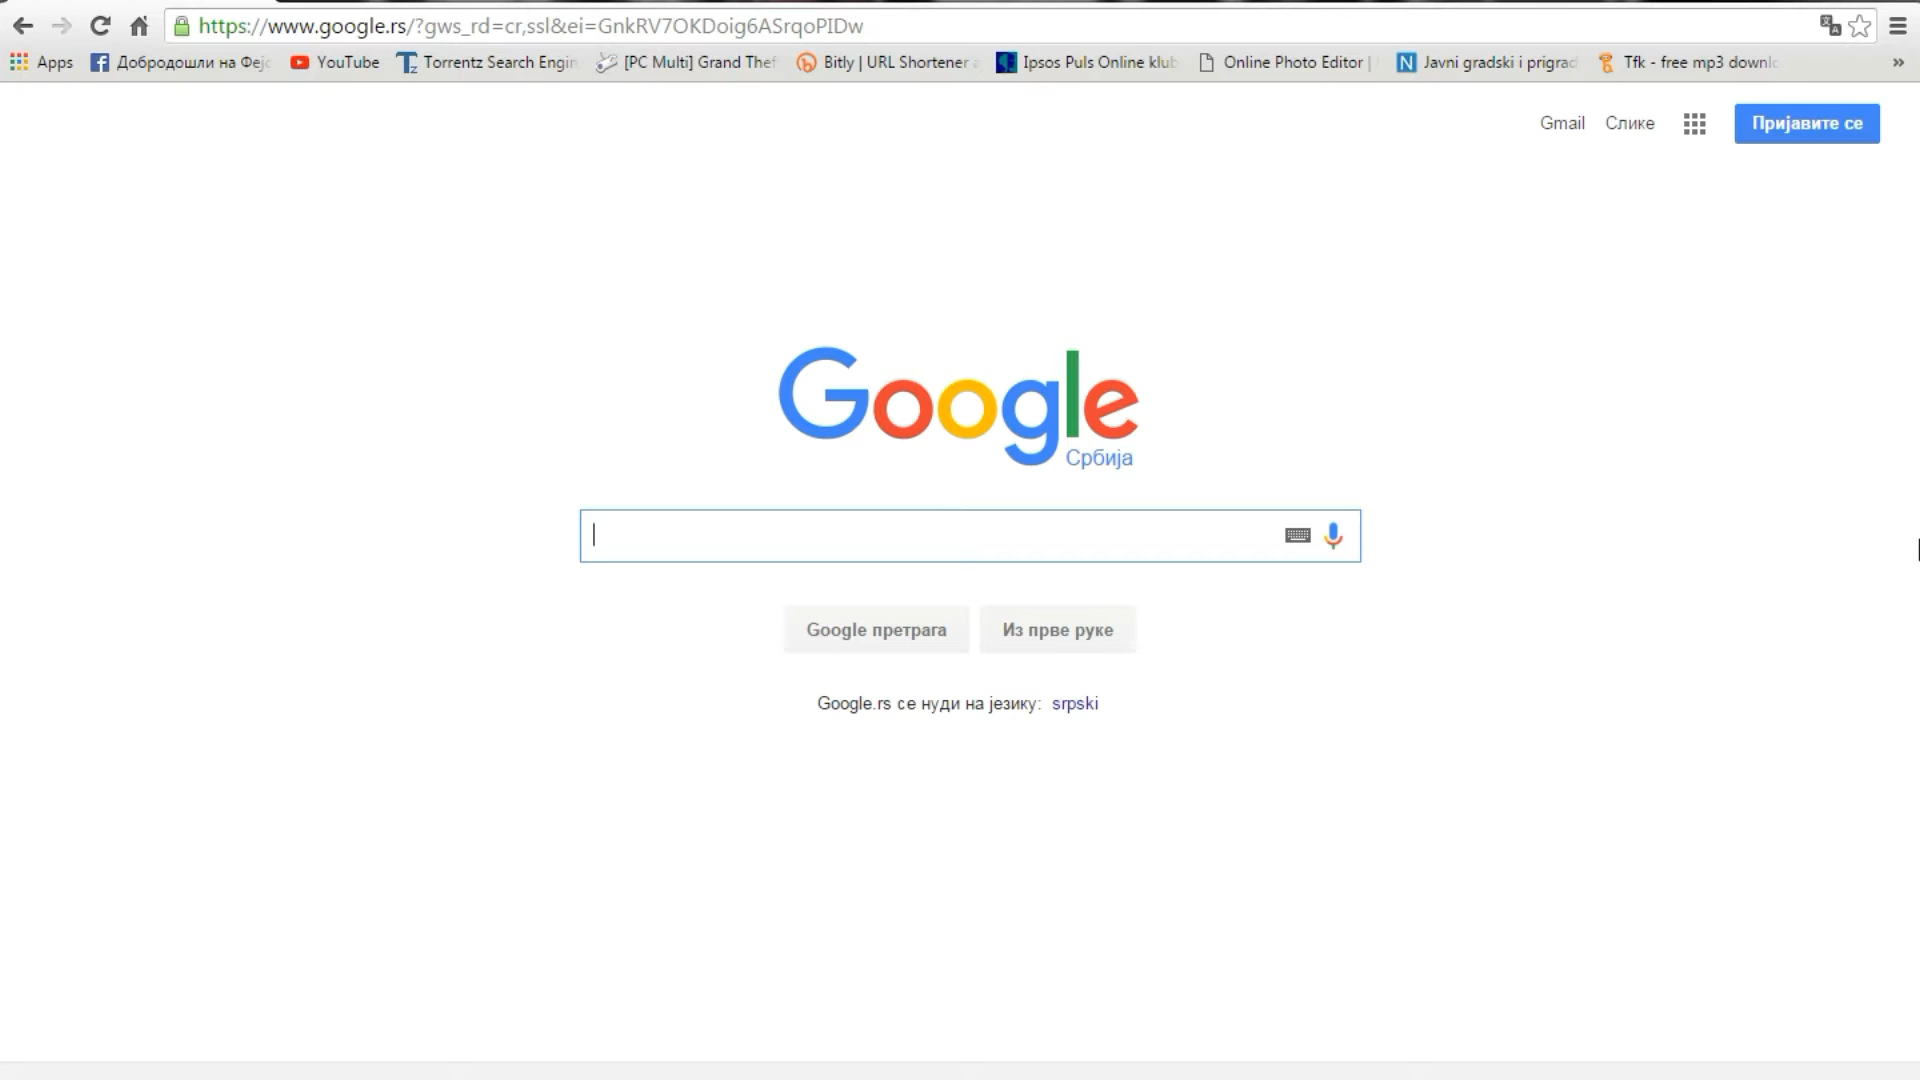 https://www.google.rs/?gws_rd=cr,ssl&ei=GnkRV7OKDoig6ASrqoPIDw
Apps Добродошли на Феј YouTube Torrentz Search Engin [PC Multi] Grand Thef Bitly | URL Shortener Ipsos Puls Online klub Online Photo Editor | Javni gradski i prigrad Tfk - free mp3 downl »
Gmail Слике Пријавите се
Google
Србија
Google претрага Из прве руке
Google.rs се нуди на језику: srpski